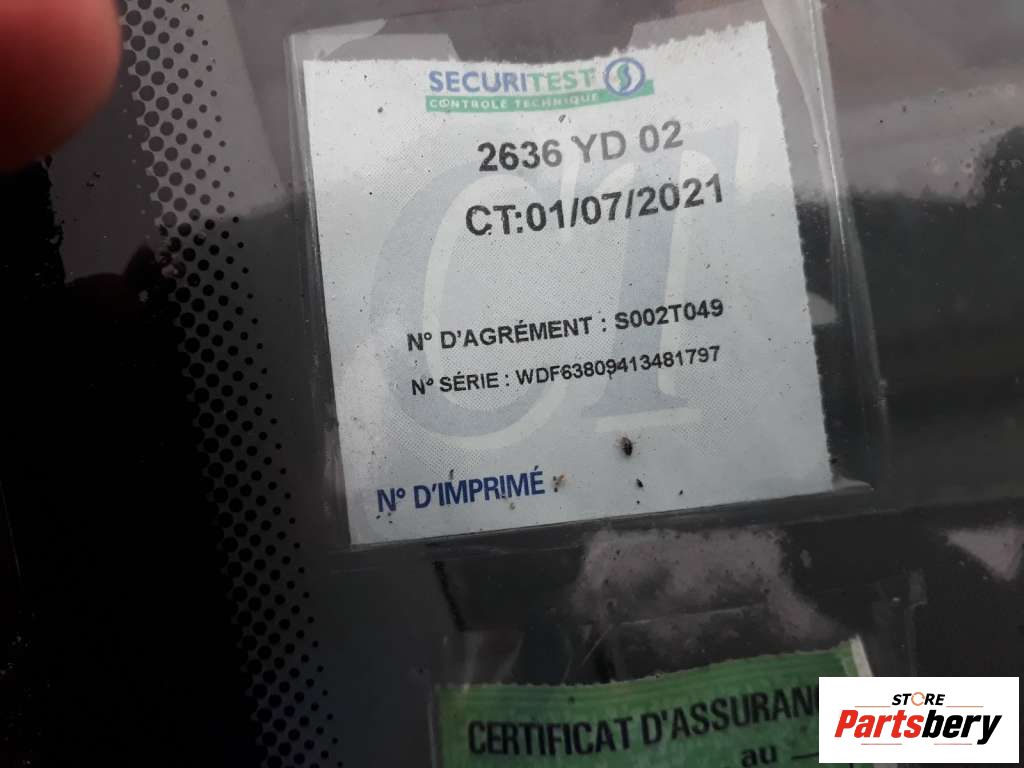 SECURITEST
CONTROLE TECHNIQUE
2636 YD 02
CT:01/07/2021
N° D'AGRÉMENT : S002T049
N° SÉRIE : WDF63809413481797
N° D'IMPRIMÉ
CERTIFICAT D'ASSURAN
au
STORE
Partsbery